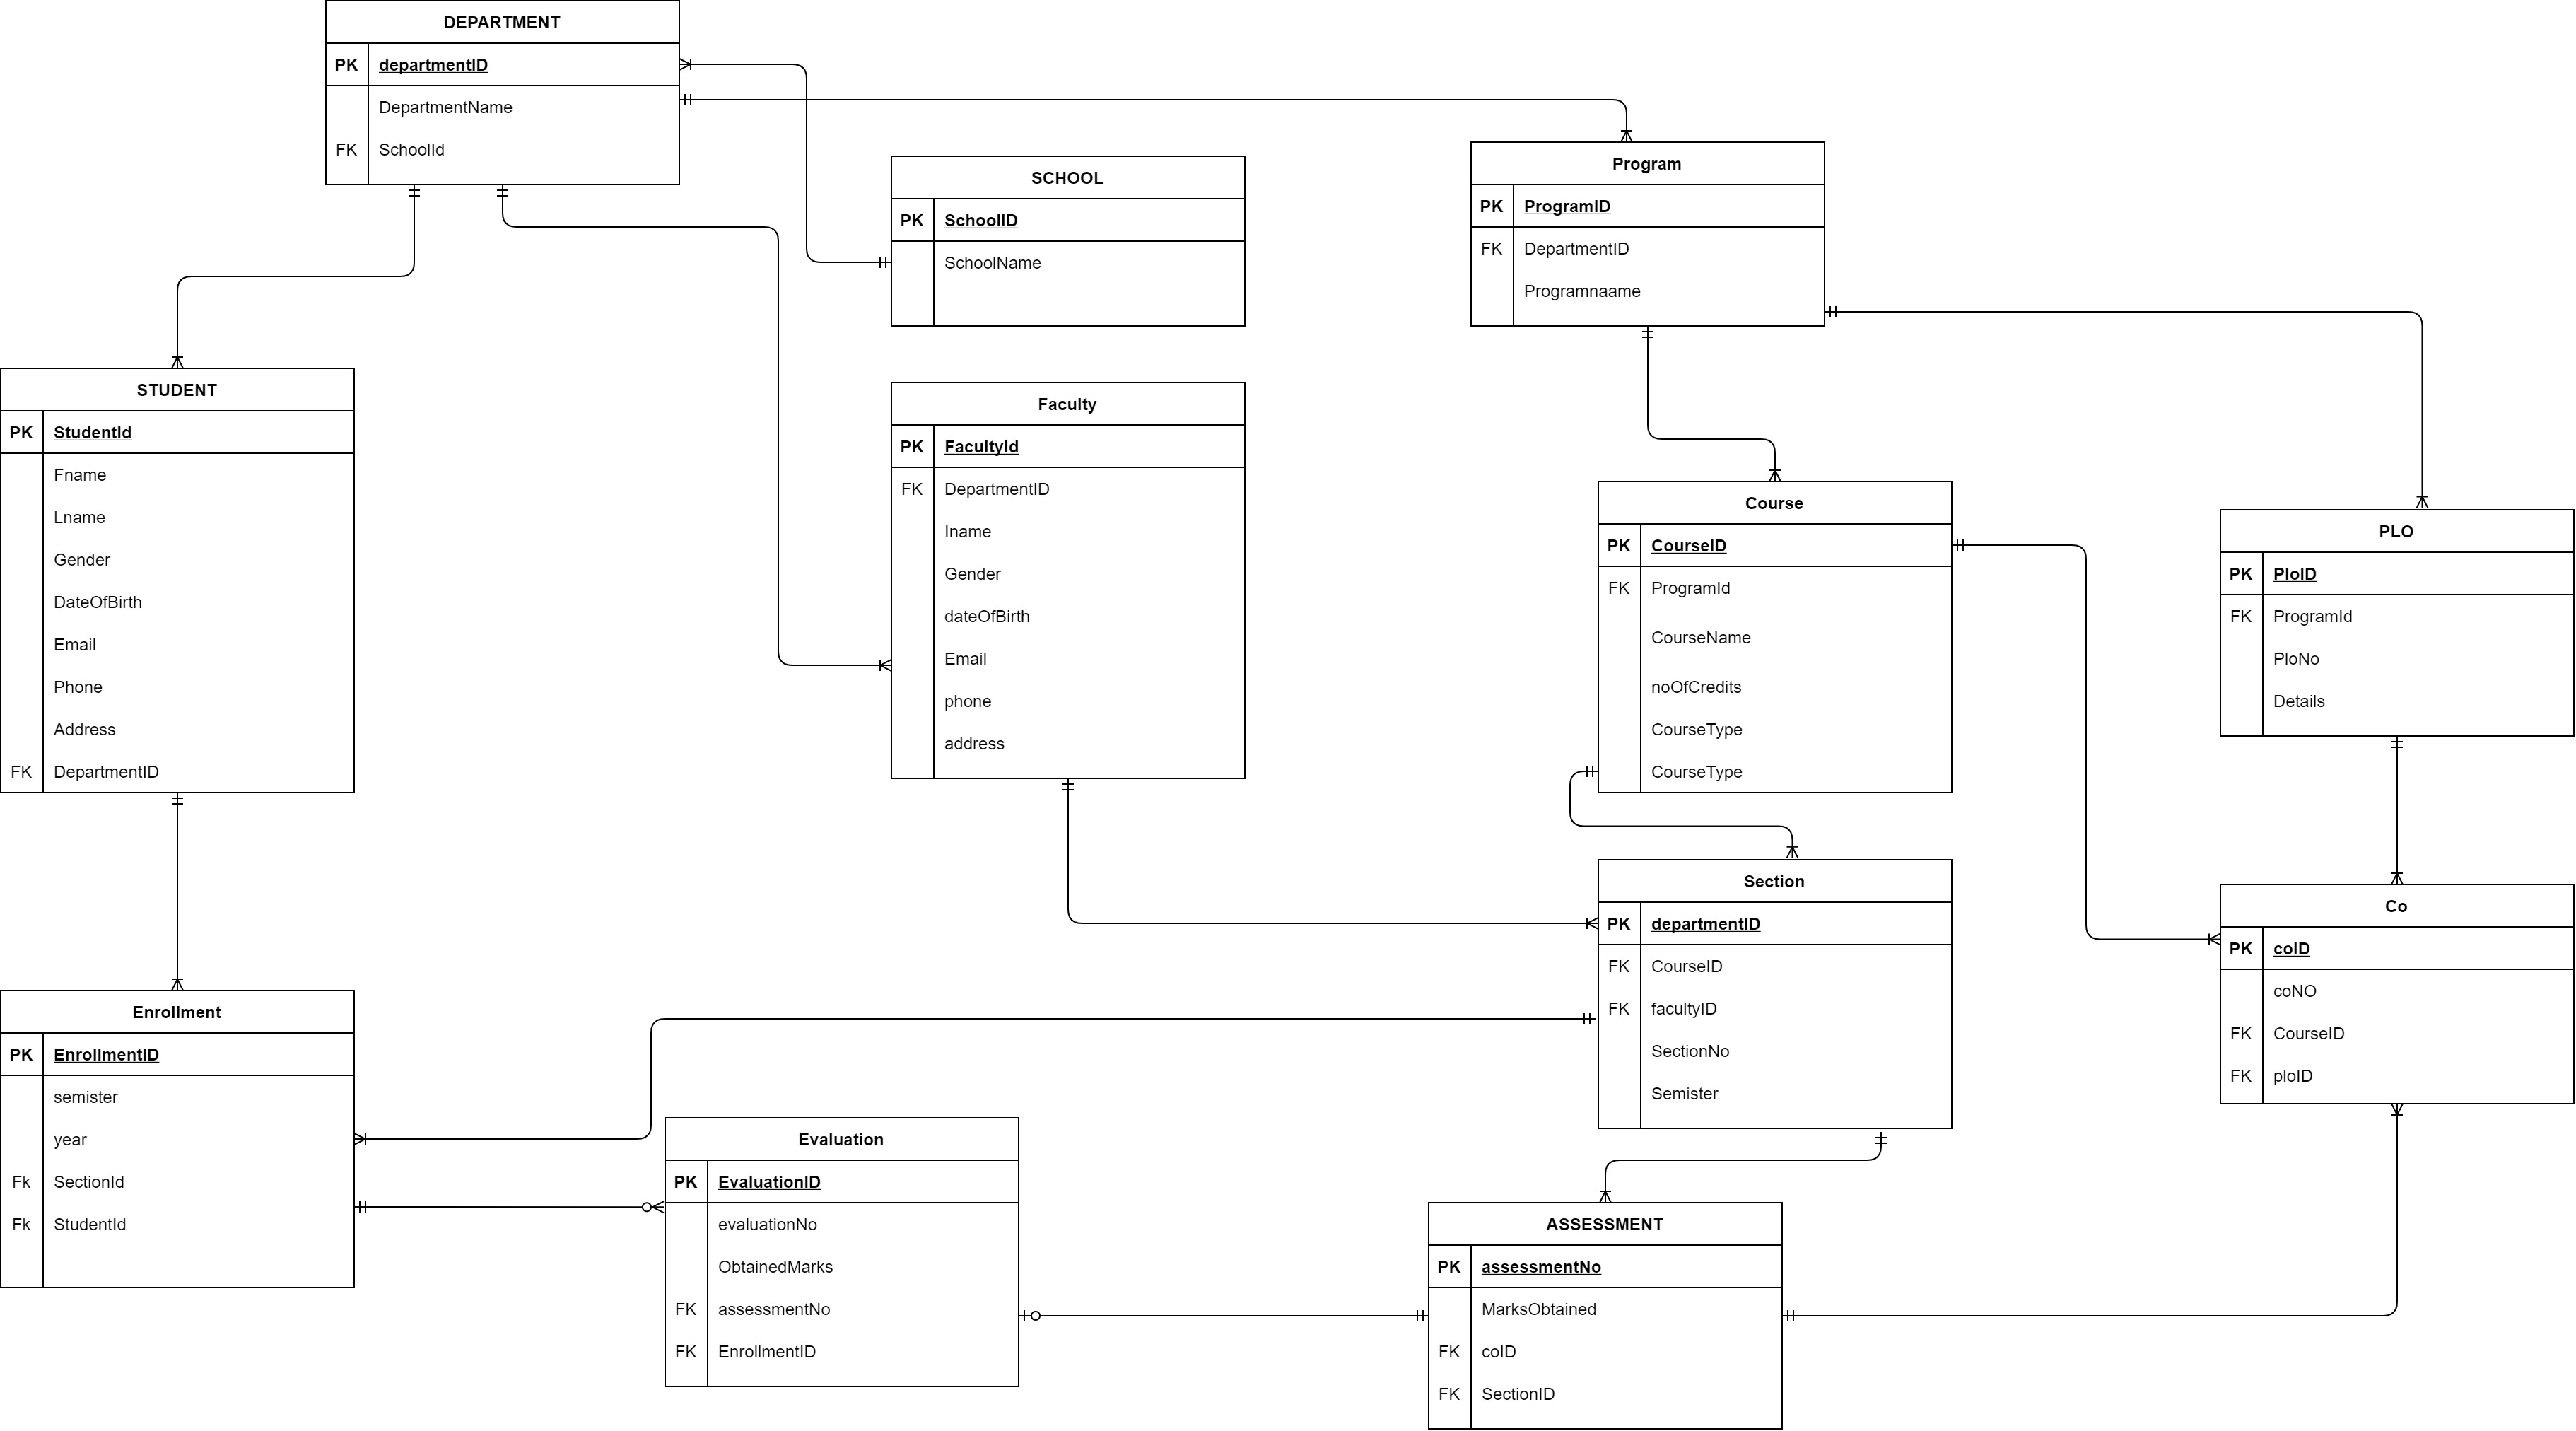 DEPARTMENT
PK departmentID
DepartmentName
FK SchoolId
SCHOOL
PK SchoolID
SchoolName
Program
PK ProgramID
FK DepartmentID
Programnaame
STUDENT
PK StudentId
Fname
Lname
Gender
DateOfBirth
Email
Phone
Address
FK DepartmentID
Faculty
PK FacultyId
FK DepartmentID
Iname
Gender
dateOfBirth
Email
phone
address
Course
PK CourseID
FK ProgramId
CourseName
noOfCredits
CourseType
CourseType
PLO
PK PloID
FK ProgramId
PloNo
Details
Section
PK departmentID
FK CourseID
FK facultyID
SectionNo
Semister
Co
PK coID
coNO
FK CourseID
FK ploID
Enrollment
PK EnrollmentID
semister
year
Fk SectionId
Fk StudentId
Evaluation
PK EvaluationID
evaluationNo
ObtainedMarks
FK assessmentNo
FK EnrollmentID
ASSESSMENT
PK assessmentNo
MarksObtained
FK coID
FK SectionID